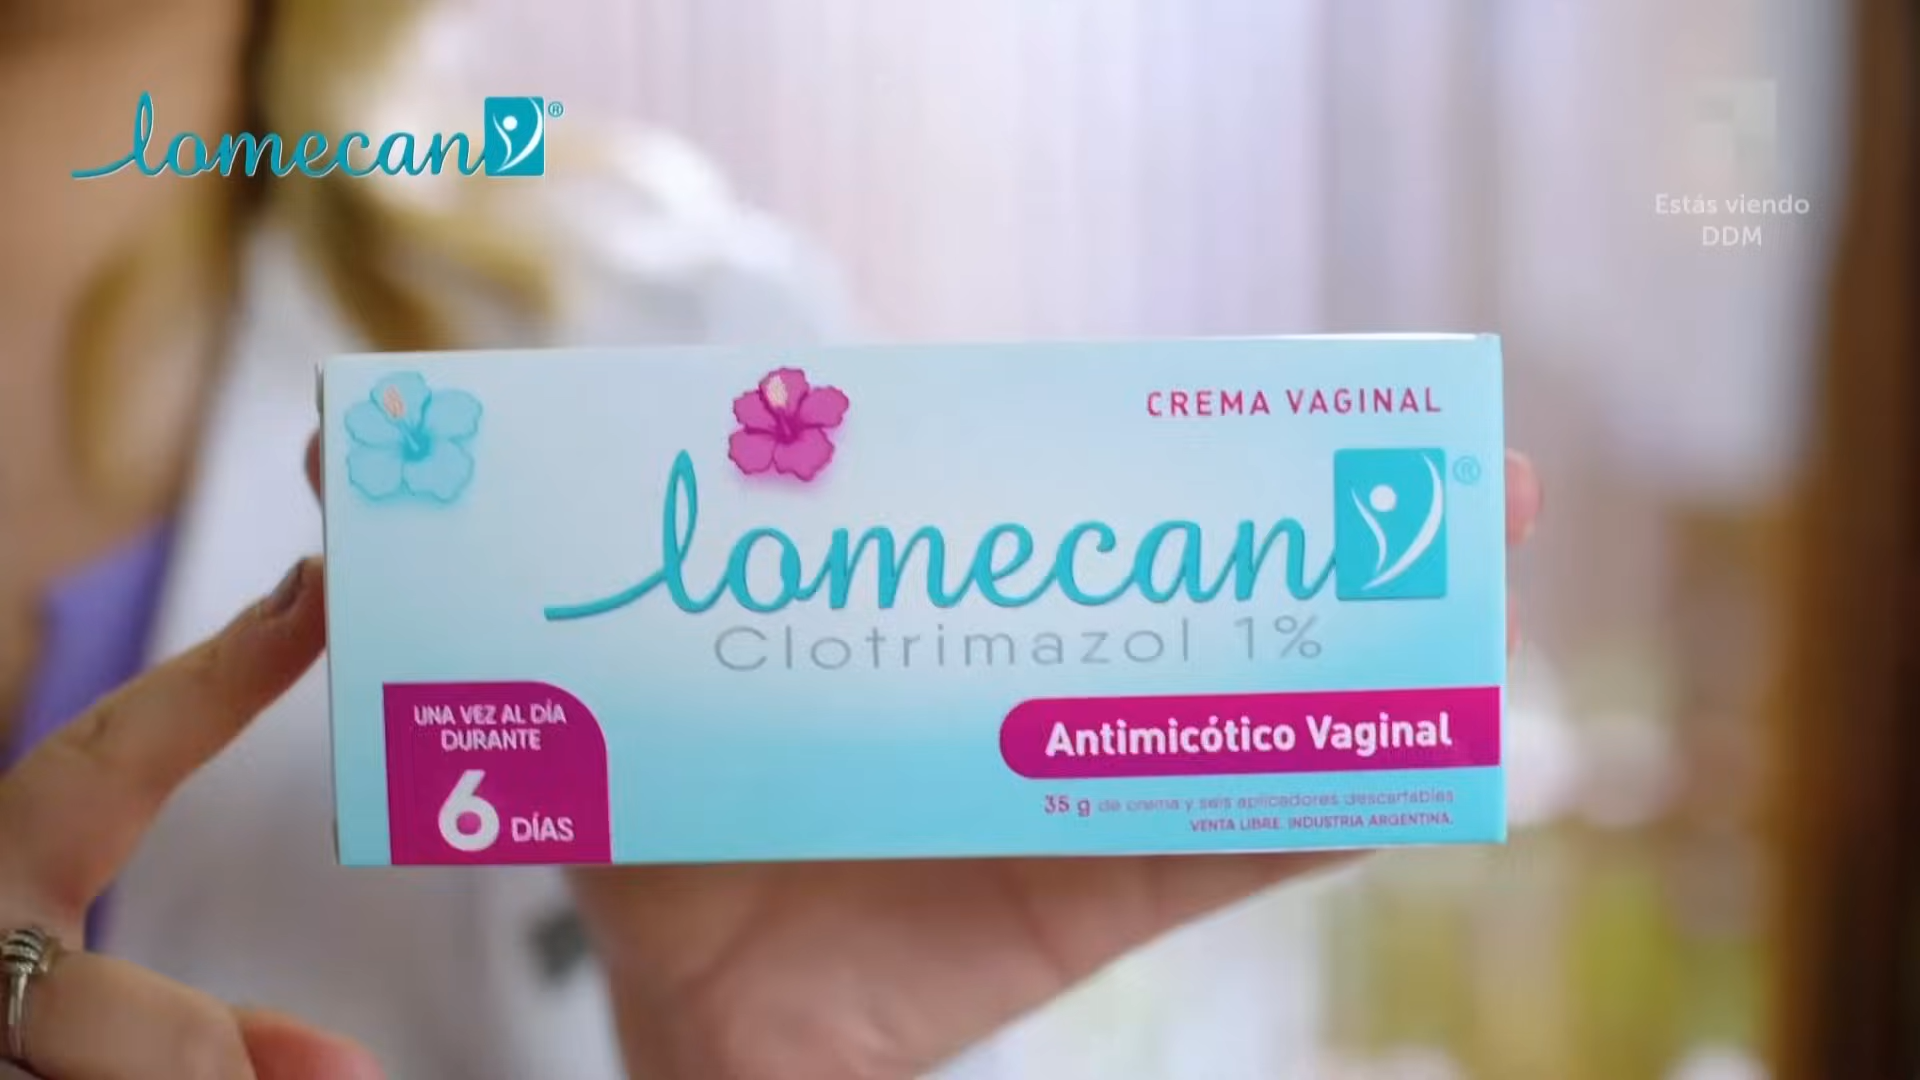 lomecan®
Estás viendo
DDM
CREMA VAGINAL
lomecan®
Clotrimazol 1%
UNA VEZ AL DÍA
DURANTE
6 DÍAS
Antimicótico Vaginal
35 g de crema y seis aplicadores descartables
VENTA LIBRE. INDUSTRIA ARGENTINA.